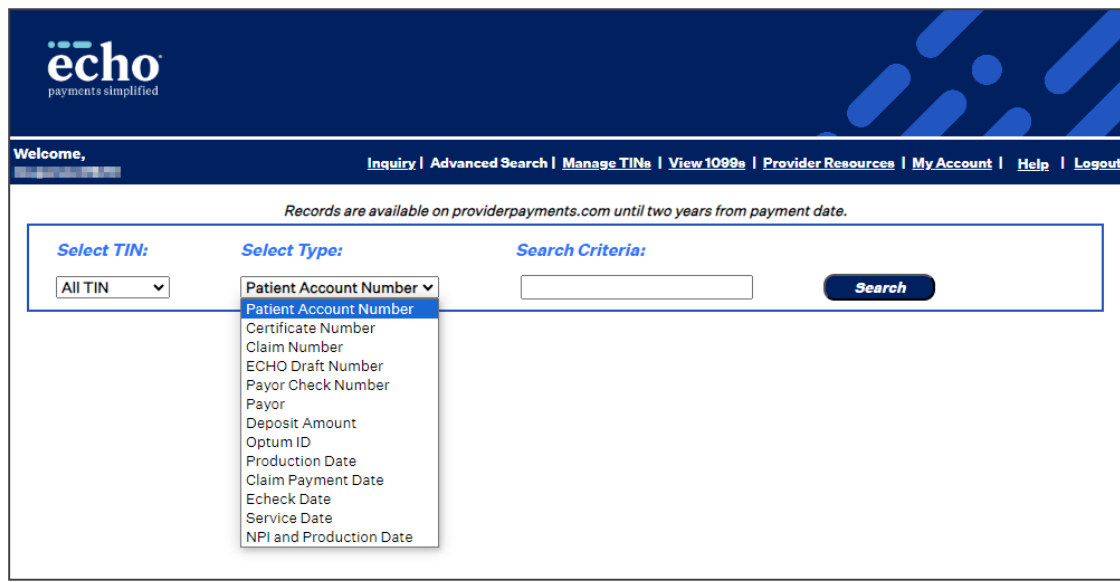 echo
payments simplified
Welcome,
Inquiry | Advanced Search | Manage TINs | View 1099s | Provider Resources | My Account | Help | Logout
Records are available on providerpayments.com until two years from payment date.
Select TIN: Select Type: Search Criteria:
All TIN Patient Account Number Search
Patient Account Number
Certificate Number
Claim Number
ECHO Draft Number
Payor Check Number
Payor
Deposit Amount
Optum ID
Production Date
Claim Payment Date
Echeck Date
Service Date
NPI and Production Date